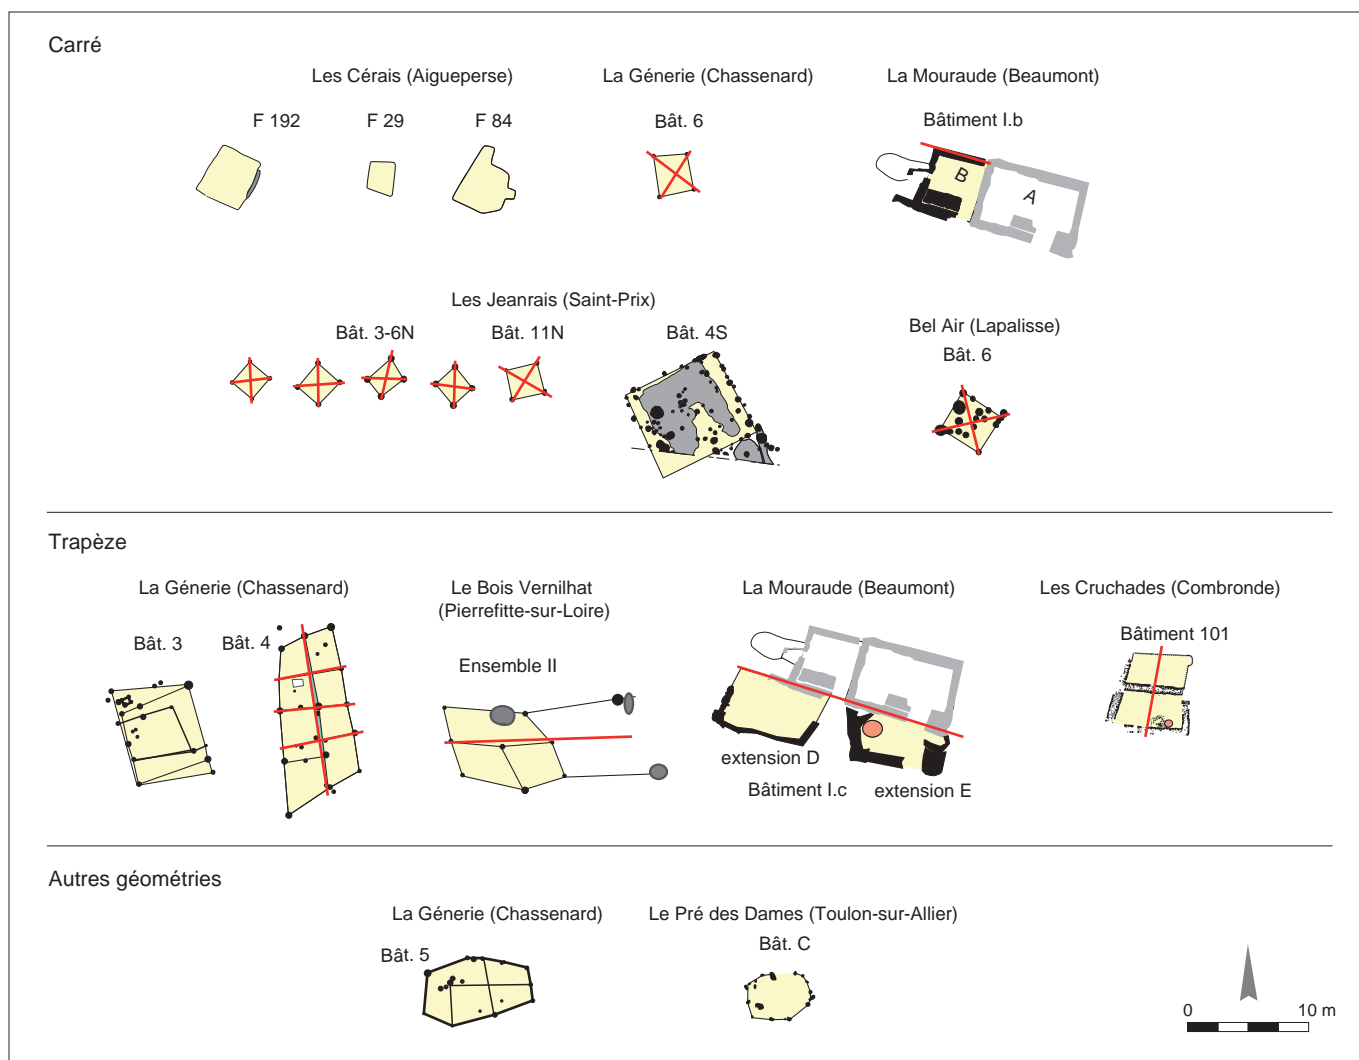 Carré
Les Cérais (Aigueperse)
La Génerie (Chassenard)
La Mouraude (Beaumont)
F 192
F 29
F 84
Bât. 6
Bâtiment I.b
B
A
Les Jeanrais (Saint-Prix)
Bel Air (Lapalisse)
Bât. 3-6N
Bât. 11N
Bât. 4S
Bât. 6
Trapèze
La Génerie (Chassenard)
Le Bois Vernilhat
(Pierrefitte-sur-Loire)
La Mouraude (Beaumont)
Les Cruchades (Combronde)
Bât. 3
Bât. 4
Ensemble II
Bâtiment 101
extension D
Bâtiment I.c
extension E
Autres géométries
La Génerie (Chassenard)
Le Pré des Dames (Toulon-sur-Allier)
Bât. 5
Bât. C
0
10 m